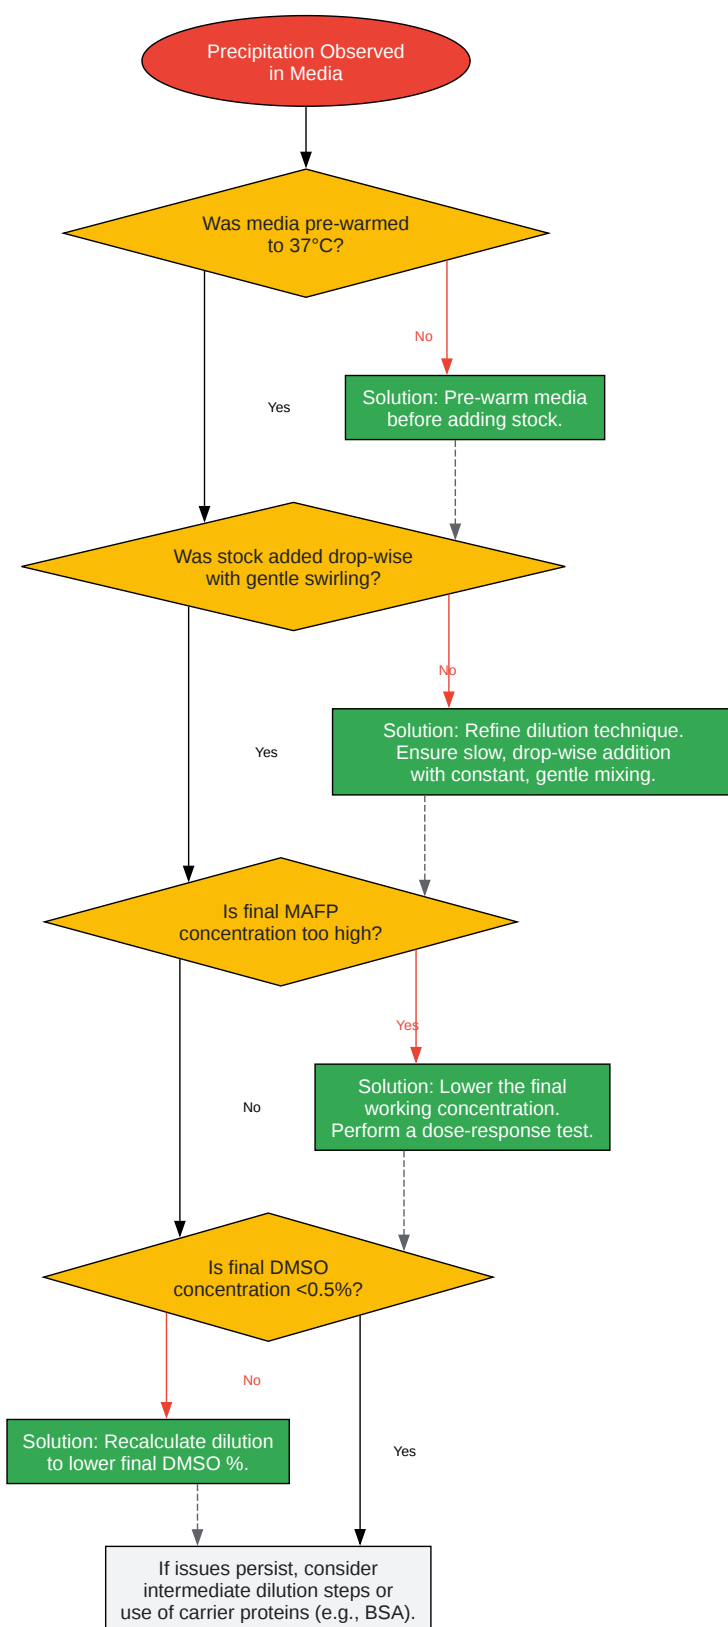 Precipitation Observed
in Media
Was media pre-warmed
to 37°C?
No
Yes
Solution: Pre-warm media
before adding stock.
Was stock added drop-wise
with gentle swirling?
No
Yes
Solution: Refine dilution technique.
Ensure slow, drop-wise addition
with constant, gentle mixing.
Is final MAFP
concentration too high?
Yes
No
Solution: Lower the final
working concentration.
Perform a dose-response test.
Is final DMSO
concentration <0.5%?
No
Yes
Solution: Recalculate dilution
to lower final DMSO %.
If issues persist, consider
intermediate dilution steps or
use of carrier proteins (e.g., BSA).